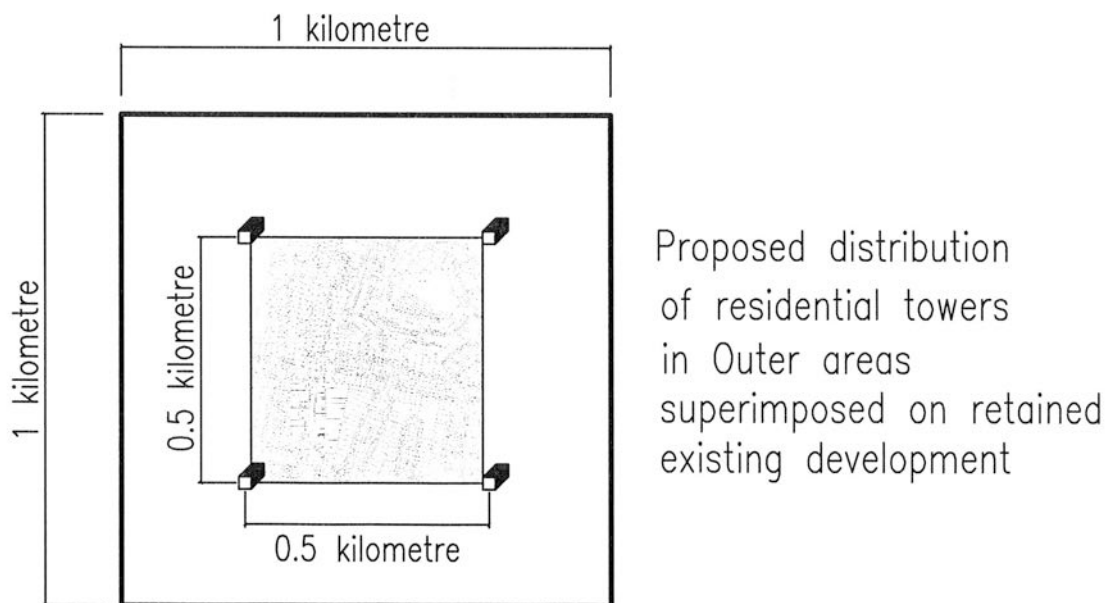 1 kilometre
1 kilometre
0.5 kilometre
0.5 kilometre
Proposed distribution
of residential towers
in Outer areas
superimposed on retained
existing development